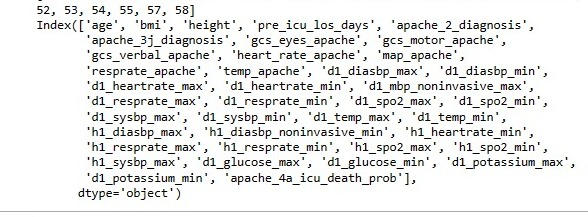 52, 53, 54, 55, 57, 58]
Index(['age', 'bmi', 'height', 'pre_icu_los_days', 'apache_2_diagnosis',
'apache_3j_diagnosis', 'gcs_eyes_apache', 'gcs_motor_apache',
'gcs_verbal_apache', 'heart_rate_apache', 'map_apache',
'resprate_apache', 'temp_apache', 'd1_diasbp_max', 'd1_diasbp_min',
'd1_heartrate_max', 'd1_heartrate_min', 'd1_mbp_noninvasive_max',
'd1_resprate_max', 'd1_resprate_min', 'd1_spo2_max', 'd1_spo2_min',
'd1_sysbp_max', 'd1_sysbp_min', 'd1_temp_max', 'd1_temp_min',
'h1_diasbp_max', 'h1_diasbp_noninvasive_min', 'h1_heartrate_min',
'h1_resprate_max', 'h1_resprate_min', 'h1_spo2_max', 'h1_spo2_min',
'h1_sysbp_max', 'd1_glucose_max', 'd1_glucose_min', 'd1_potassium_max',
'd1_potassium_min', 'apache_4a_icu_death_prob'],
dtype='object')